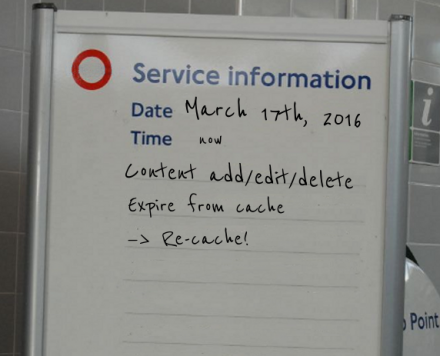 Service information
Date March 17th, 2016
Time now
Content add/edit/delete
Expire from cache
-> Re-cache!
i
Point